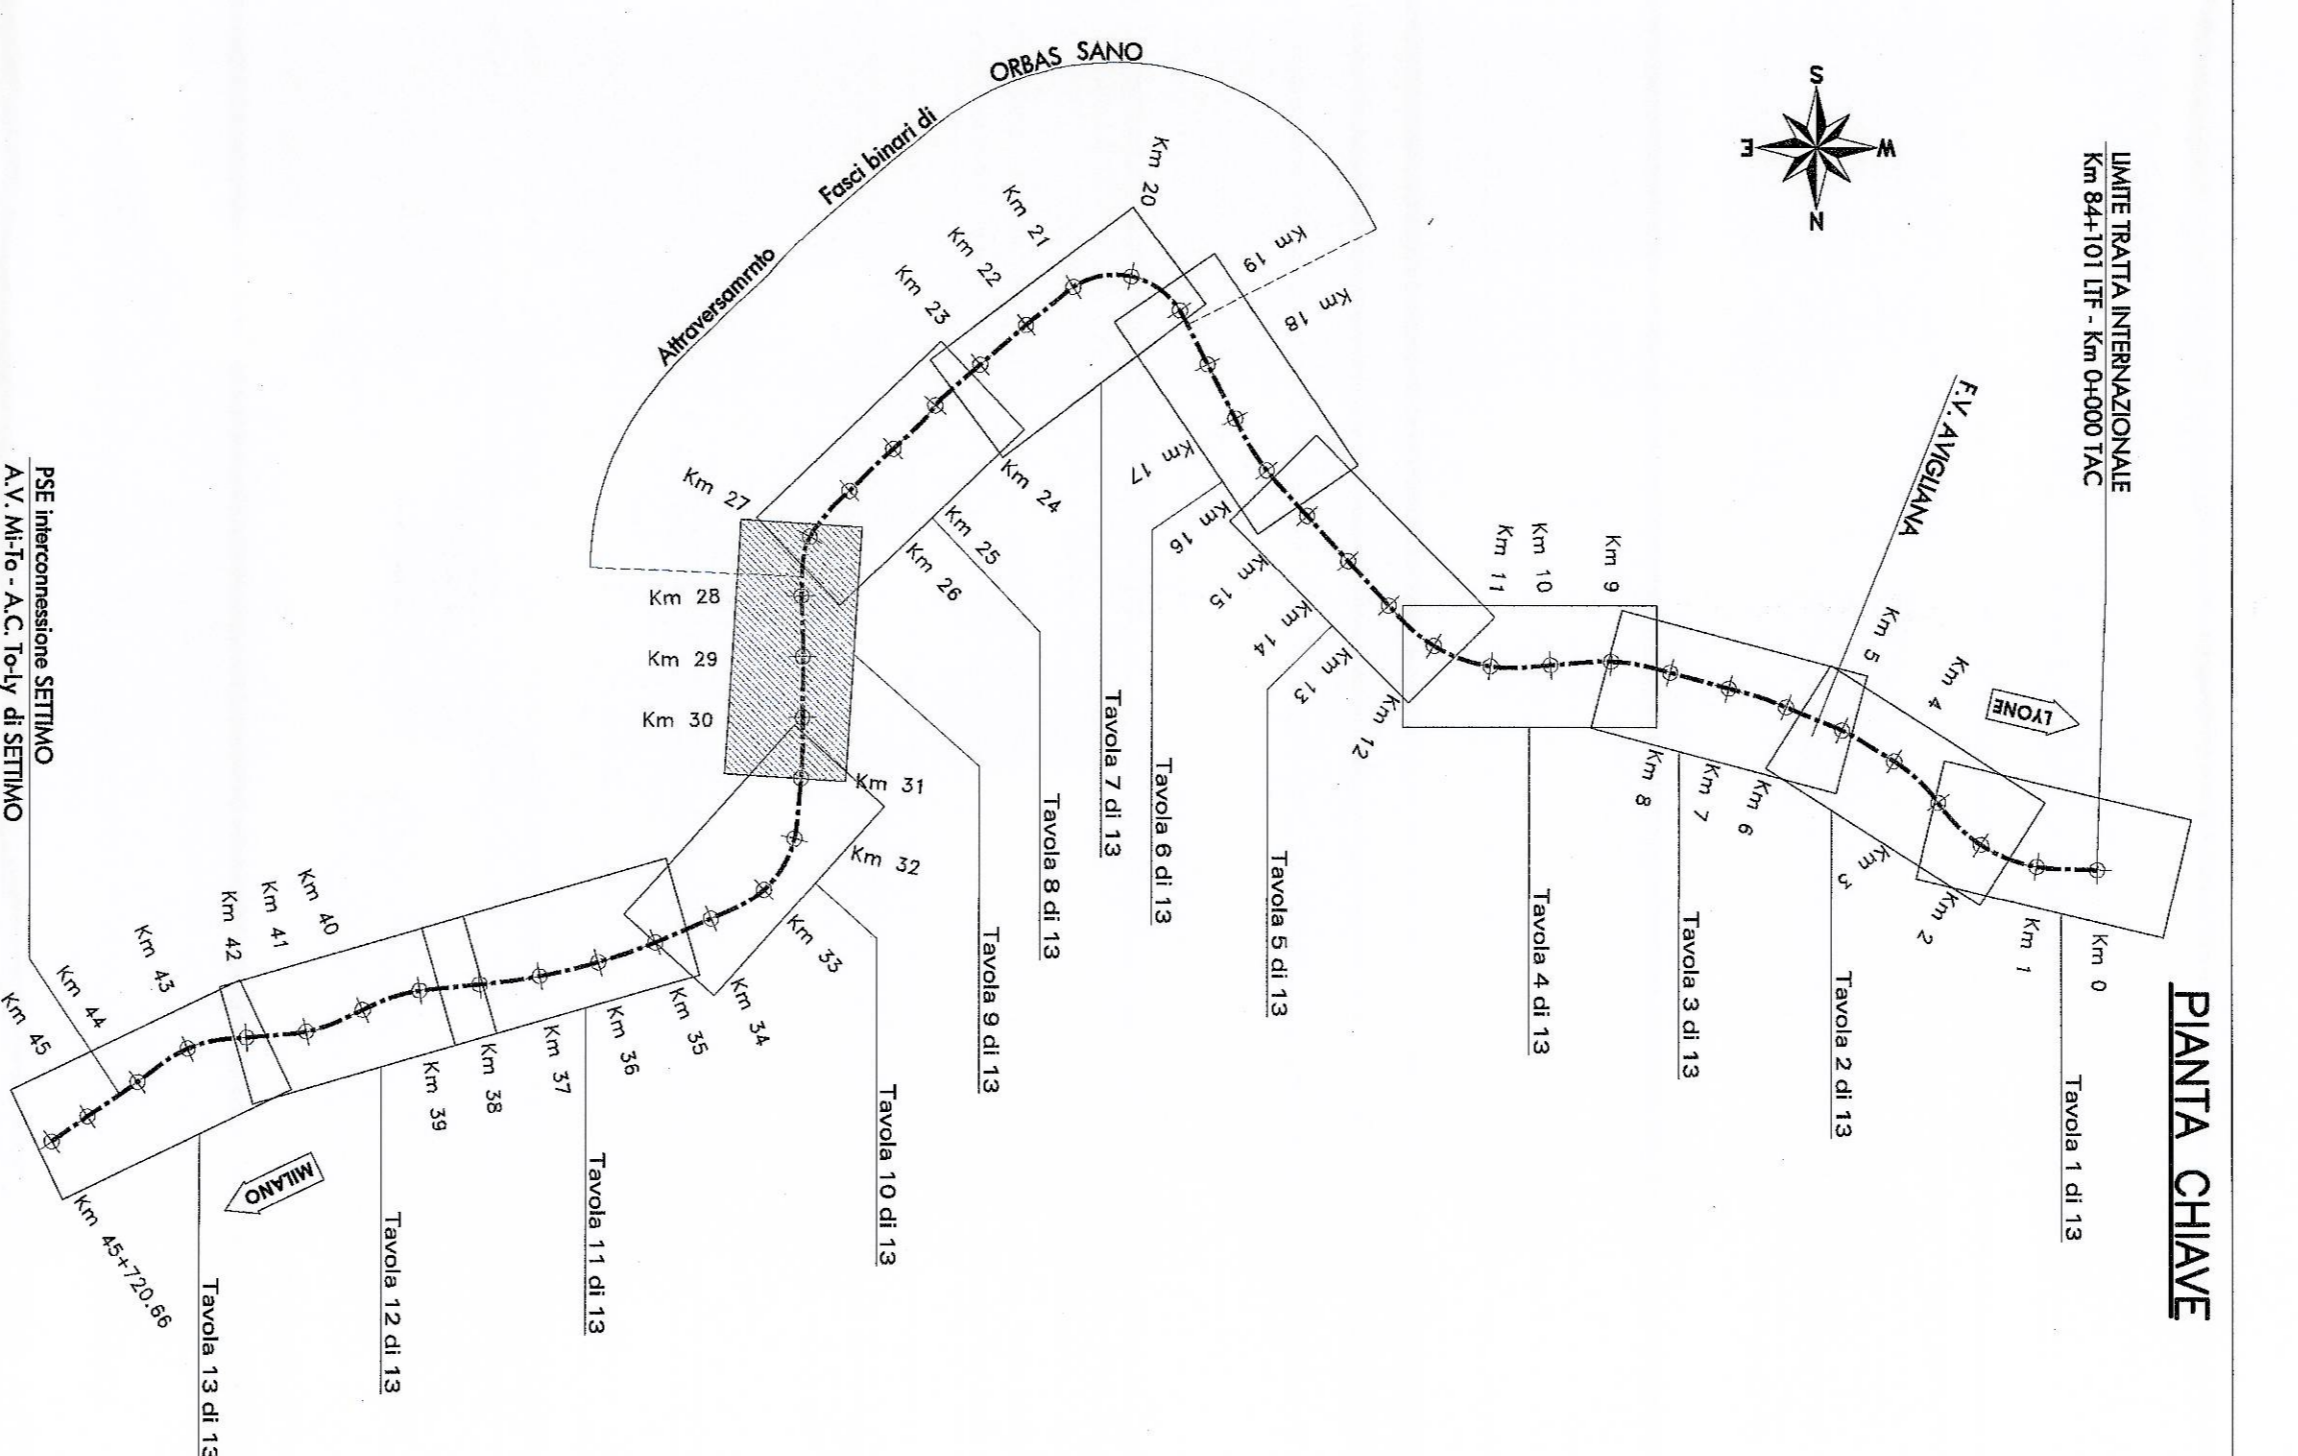 PIANTA CHIAVE
LIMITE TRATTA INTERNAZIONALE
Km 84+101 LTF - Km 0+000 TAC
S
W
E
N
F.V. AVIGLIANA
LYONE
ORBAS SANO
Fasci binari di
Attraversamrnto
Km 0
Km 1
Km 2
Km 3
Km 4
Km 5
Km 6
Km 7
Km 8
Km 9
Km 10
Km 11
Km 12
Km 13
Km 14
Km 15
Km 16
Km 17
Km 18
Km 19
Km 20
Km 21
Km 22
Km 23
Km 24
Km 25
Km 26
Km 27
Km 28
Km 29
Km 30
Km 31
Km 32
Km 33
Km 34
Km 35
Km 36
Km 37
Km 38
Km 39
Km 40
Km 41
Km 42
Km 43
Km 44
Km 45
Km 45+720.66
Tavola 1 di 13
Tavola 2 di 13
Tavola 3 di 13
Tavola 4 di 13
Tavola 5 di 13
Tavola 6 di 13
Tavola 7 di 13
Tavola 8 di 13
Tavola 9 di 13
Tavola 10 di 13
Tavola 11 di 13
Tavola 12 di 13
Tavola 13 di 13
MILANO
PSE interconnessione SETTIMO
A.V. Mi-To - A.C. To-Ly di SETTIMO